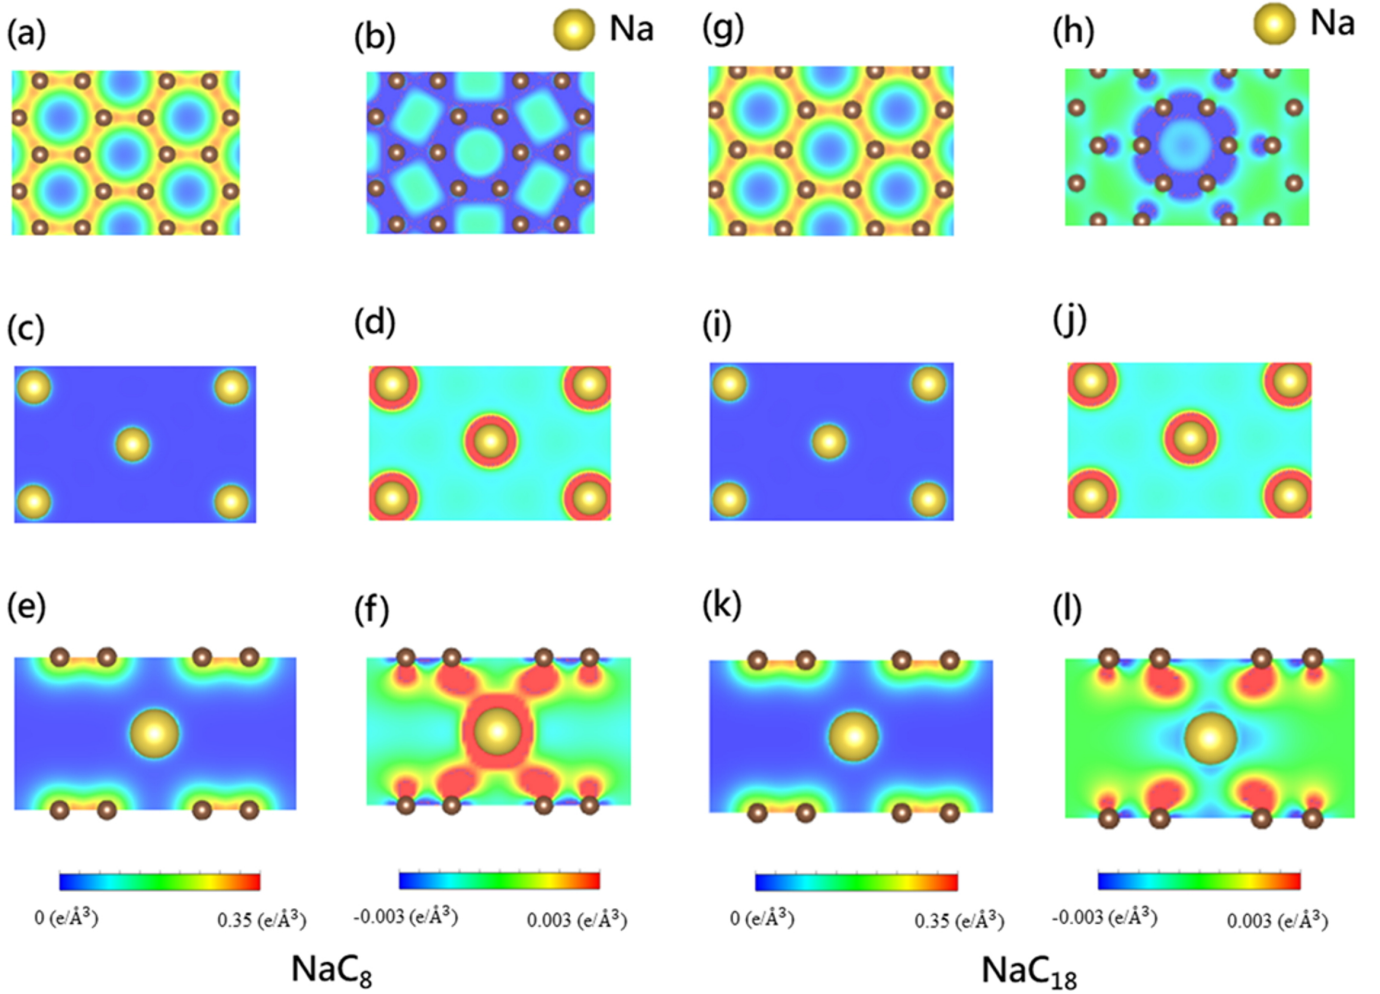 (a) (b) Na (g) (h) Na
(c) (d) (i) (j)
(e) (f) (k) (l)
0 (e/Å³) 0.35 (e/Å³) -0.003 (e/Å³) 0.003 (e/Å³) 0 (e/Å³) 0.35 (e/Å³) -0.003 (e/Å³) 0.003 (e/Å³)
NaC₈ NaC₁₈